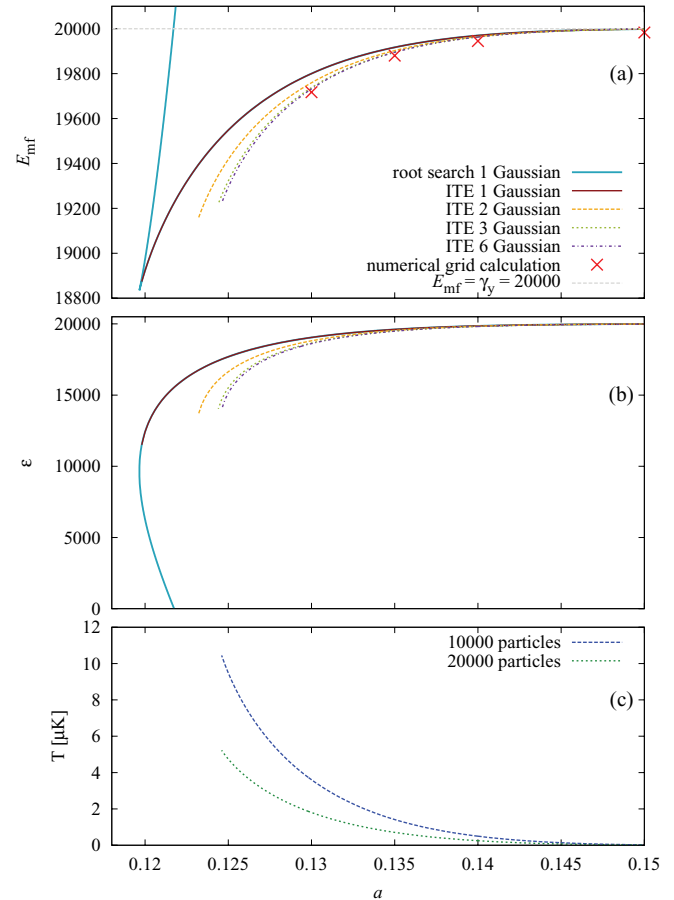 20000
19800
19600
19400
19200
19000
18800
E_mf
(a)
root search 1 Gaussian
ITE 1 Gaussian
ITE 2 Gaussian
ITE 3 Gaussian
ITE 6 Gaussian
numerical grid calculation
E_mf = γ_y = 20000
20000
15000
10000
5000
0
ε
(b)
12
10
8
6
4
2
0
T [µK]
10000 particles
20000 particles
(c)
0.12 0.125 0.13 0.135 0.14 0.145 0.15
a